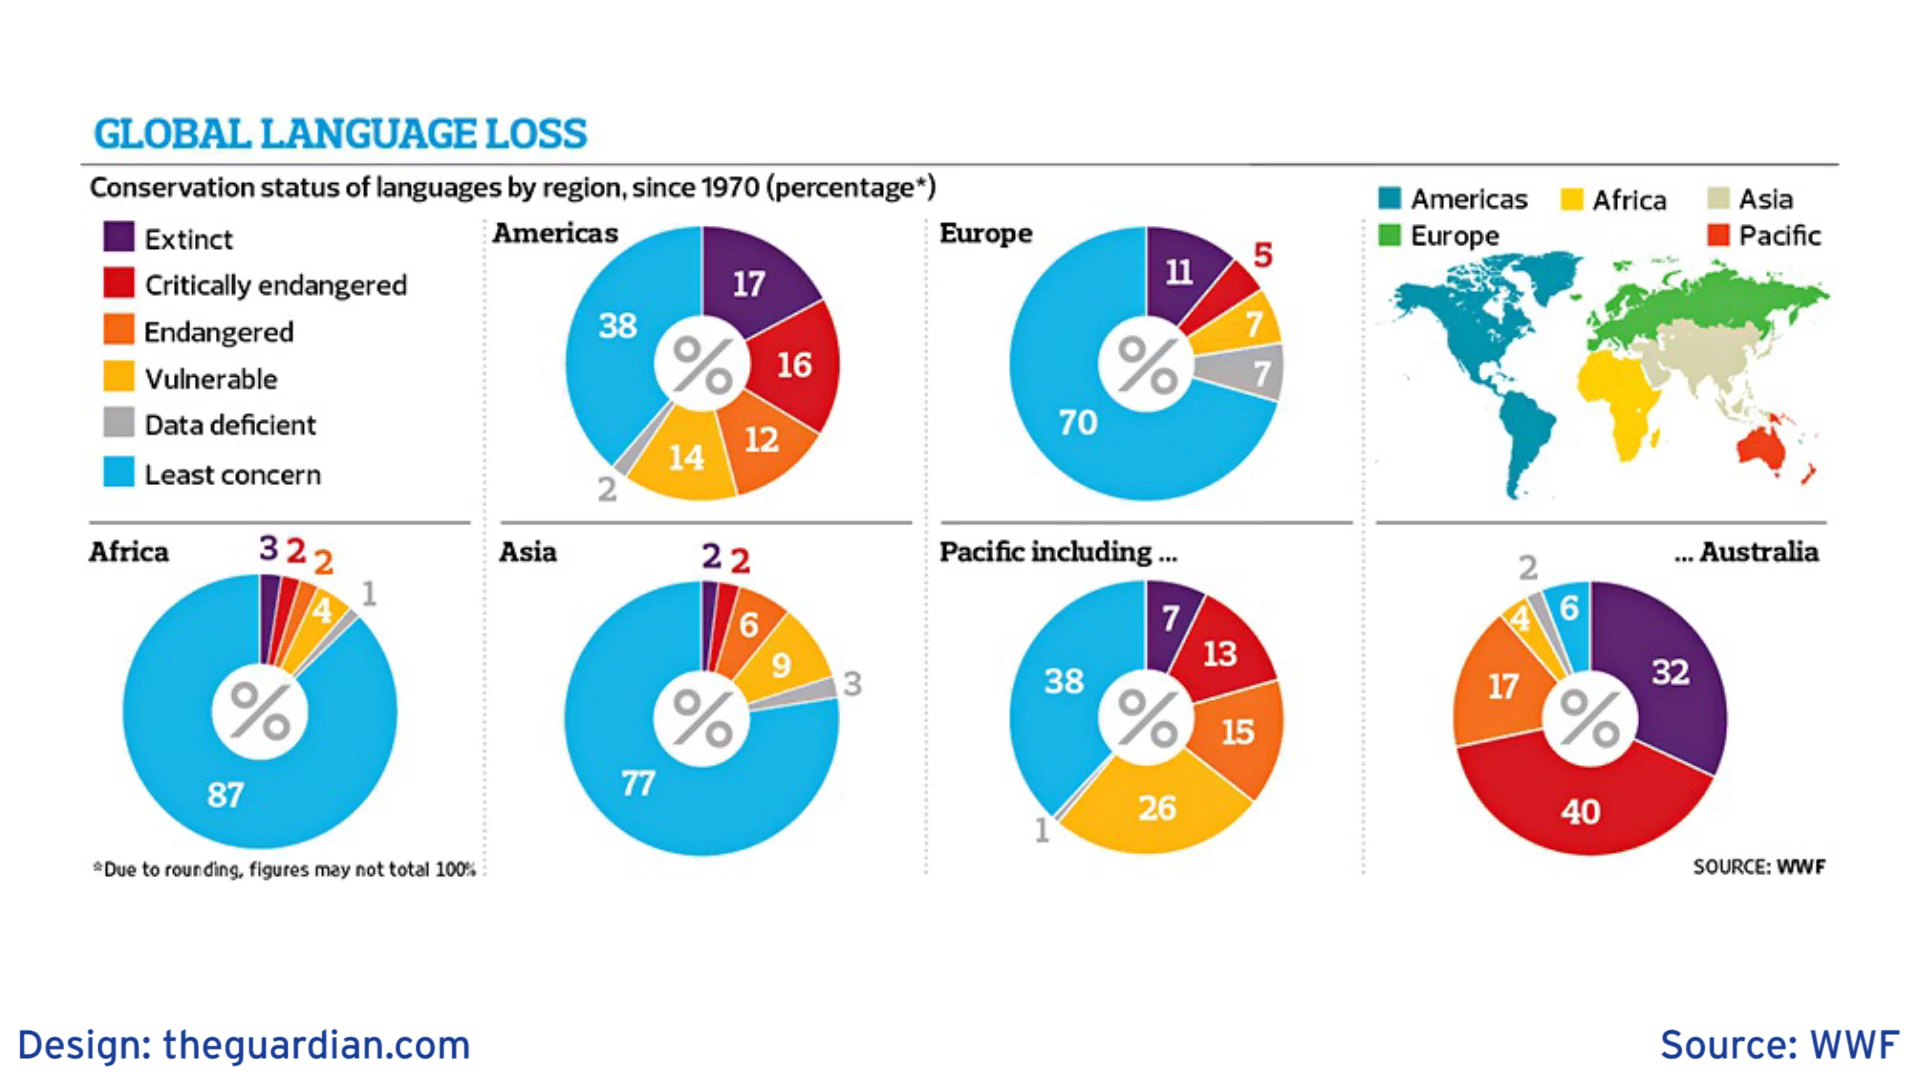 GLOBAL LANGUAGE LOSS
Conservation status of languages by region, since 1970 (percentage*)
Extinct
Critically endangered
Endangered
Vulnerable
Data deficient
Least concern
Americas
17
16
12
14
2
38
%
Europe
11
5
7
7
70
%
Americas
Africa
Asia
Europe
Pacific
Africa
3
2
2
4
1
87
%
*Due to rounding, figures may not total 100%
Asia
2
2
6
9
3
77
%
Pacific including ...
7
13
15
26
1
38
%
... Australia
32
40
17
4
2
6
%
SOURCE: WWF
Design: theguardian.com
Source: WWF